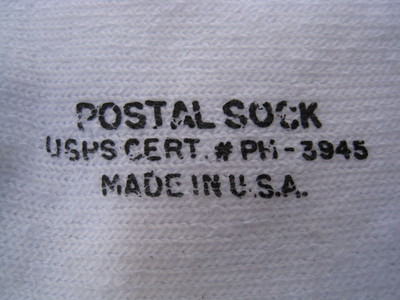 POSTAL SOCK
USPS CERT. # PH-3945
MADE IN U.S.A.